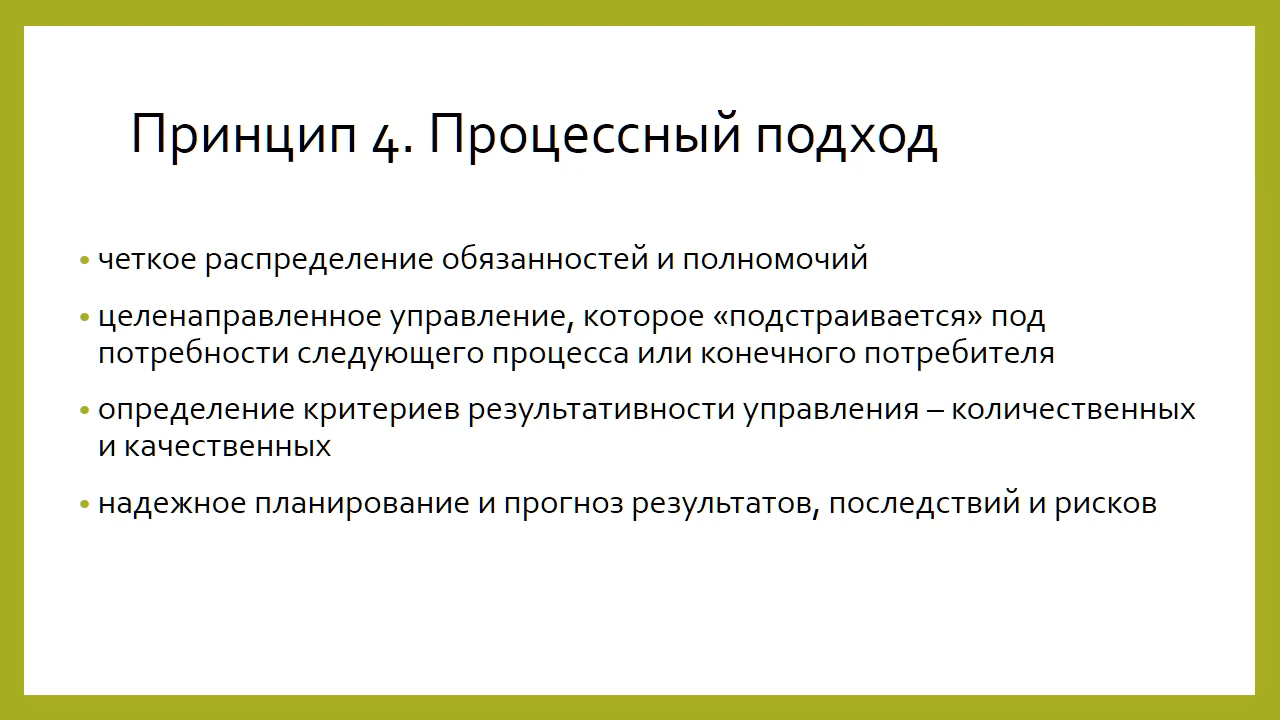 Принцип 4. Процессный подход
• четкое распределение обязанностей и полномочий
• целенаправленное управление, которое «подстраивается» под
потребности следующего процесса или конечного потребителя
• определение критериев результативности управления – количественных
и качественных
• надежное планирование и прогноз результатов, последствий и рисков